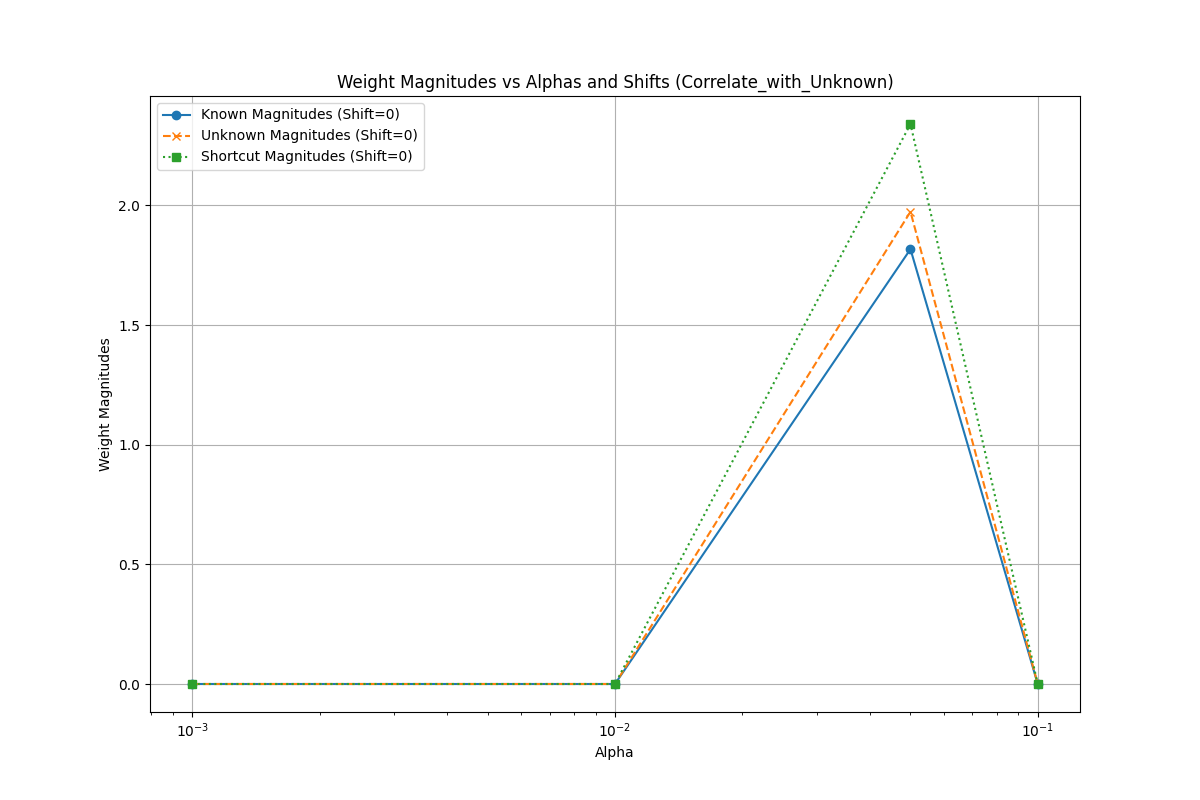 Weight Magnitudes vs Alphas and Shifts (Correlate_with_Unknown)
Known Magnitudes (Shift=0)
Unknown Magnitudes (Shift=0)
Shortcut Magnitudes (Shift=0)
Weight Magnitudes
2.0
1.5
1.0
0.5
0.0
10⁻³ 10⁻² 10⁻¹
Alpha